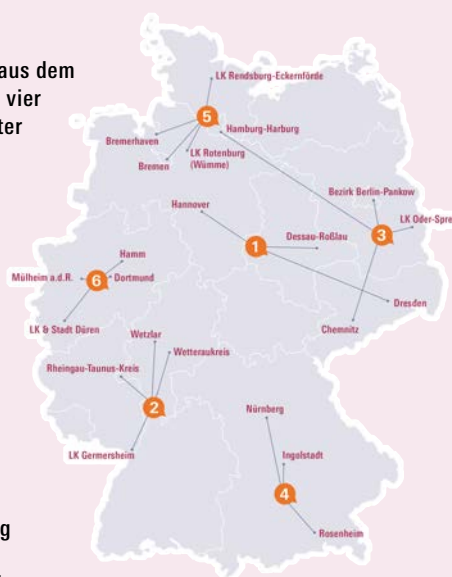 aus dem
vier
ter
LK Rendsburg-Eckernförde
5
Hamburg-Harburg
Bremerhaven
LK Rotenburg
(Wümme)
Bremen
Bezirk Berlin-Pankow
Hannover
LK Oder-Spre
3
Dessau-Roßlau
1
Hamm
Mülheim a.d.R.
6
Dortmund
Dresden
LK & Stadt Düren
Chemnitz
Wetzlar
Wetteraukreis
Rheingau-Taunus-Kreis
2
Nürnberg
LK Germersheim
Ingolstadt
4
g
Rosenheim